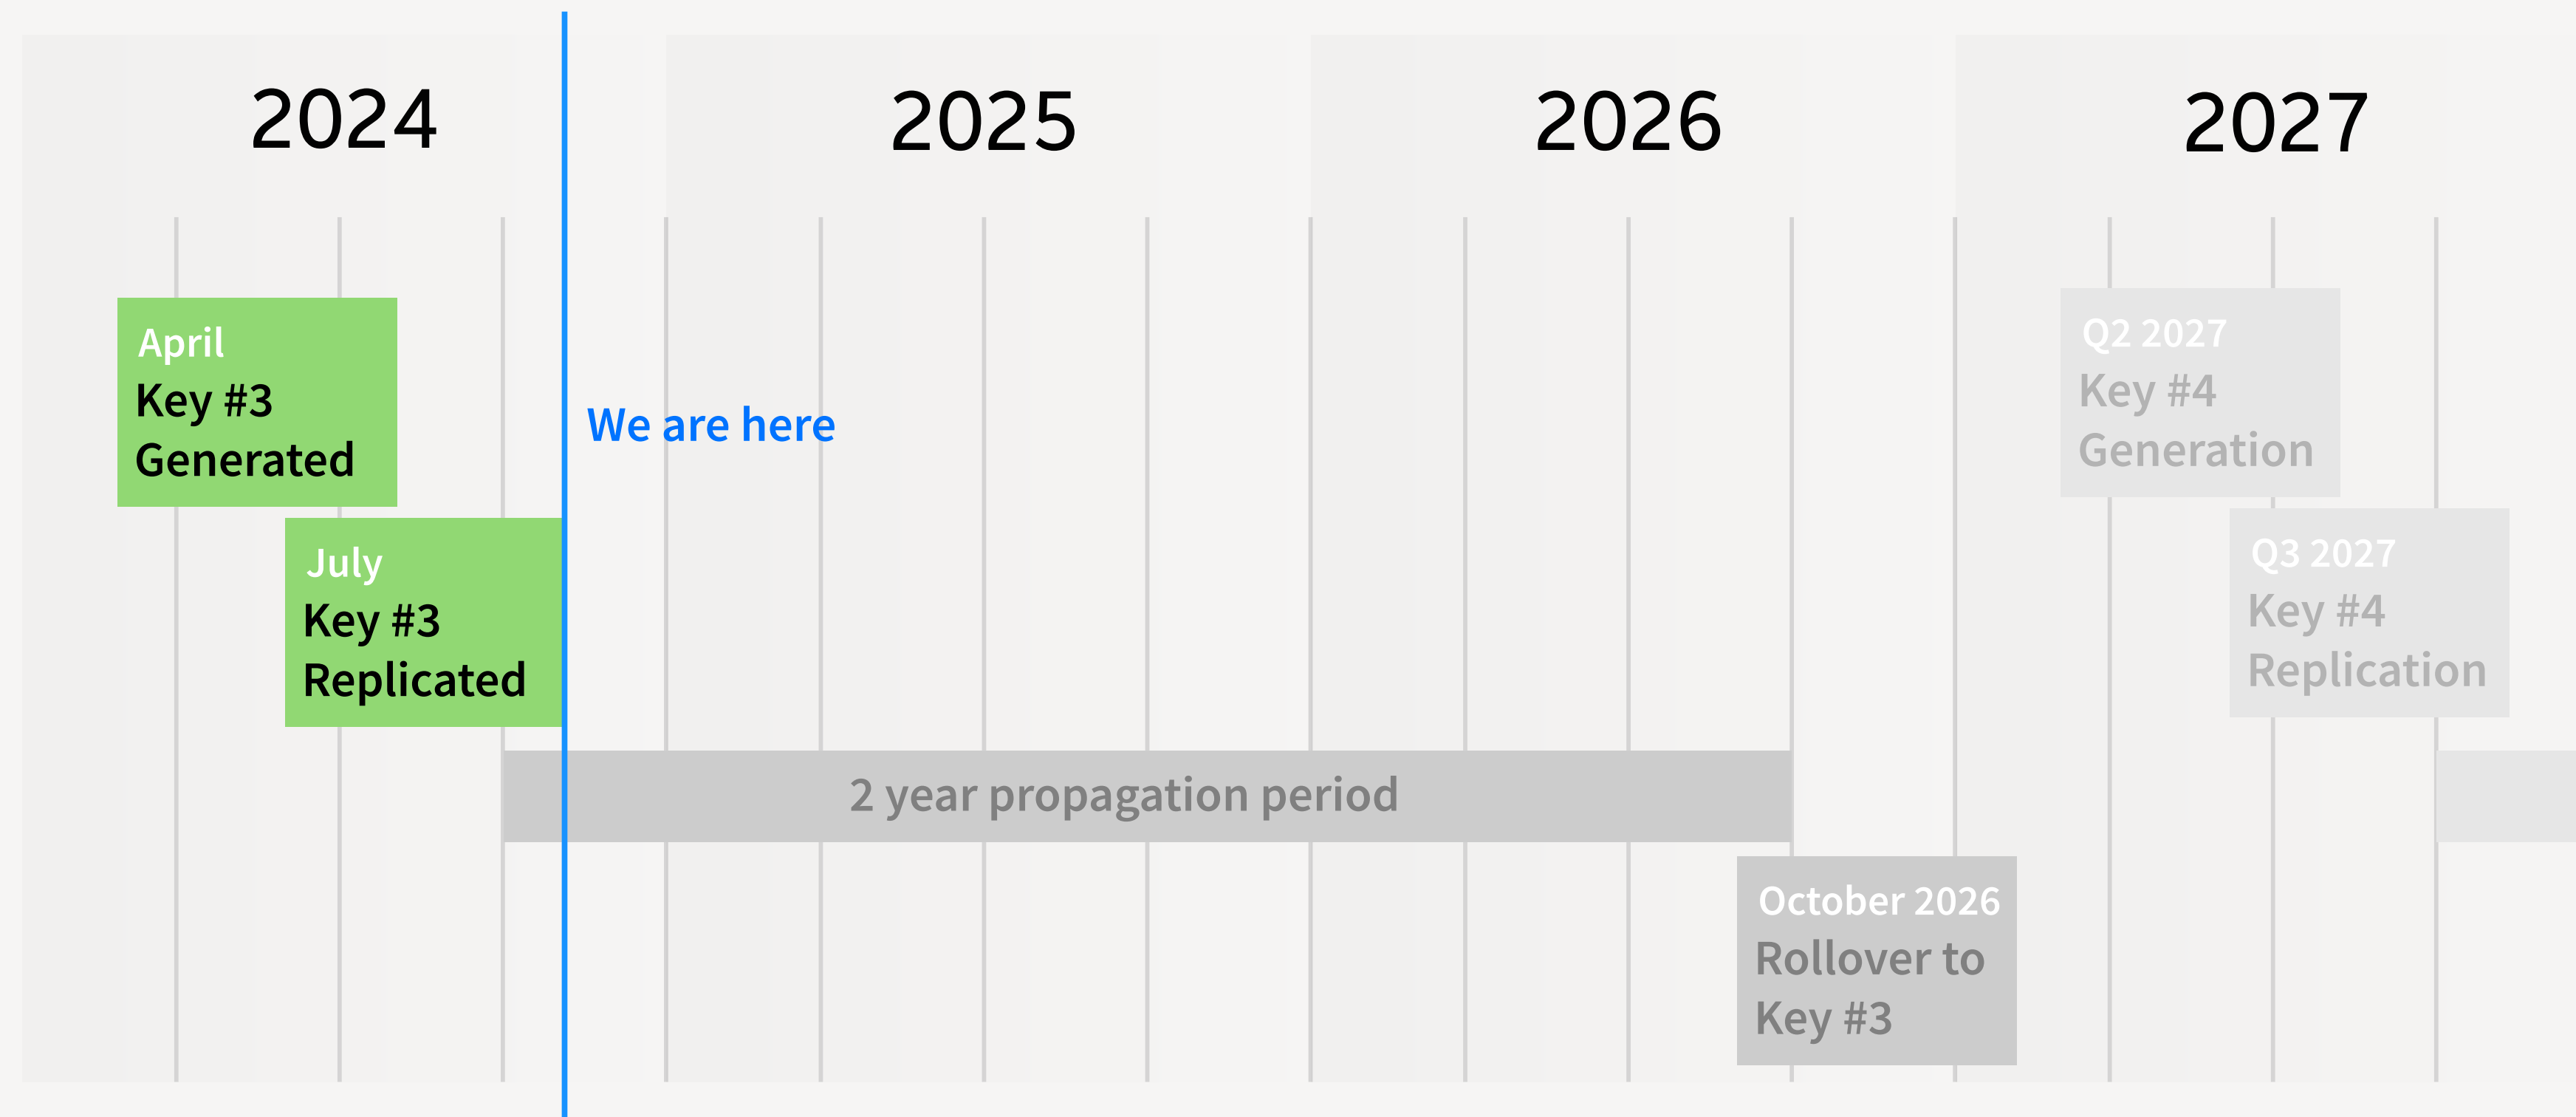 2024
2025
2026
2027
April
Key #3
Generated
We are here
Q2 2027
Key #4
Generation
July
Key #3
Replicated
Q3 2027
Key #4
Replication
2 year propagation period
October 2026
Rollover to
Key #3